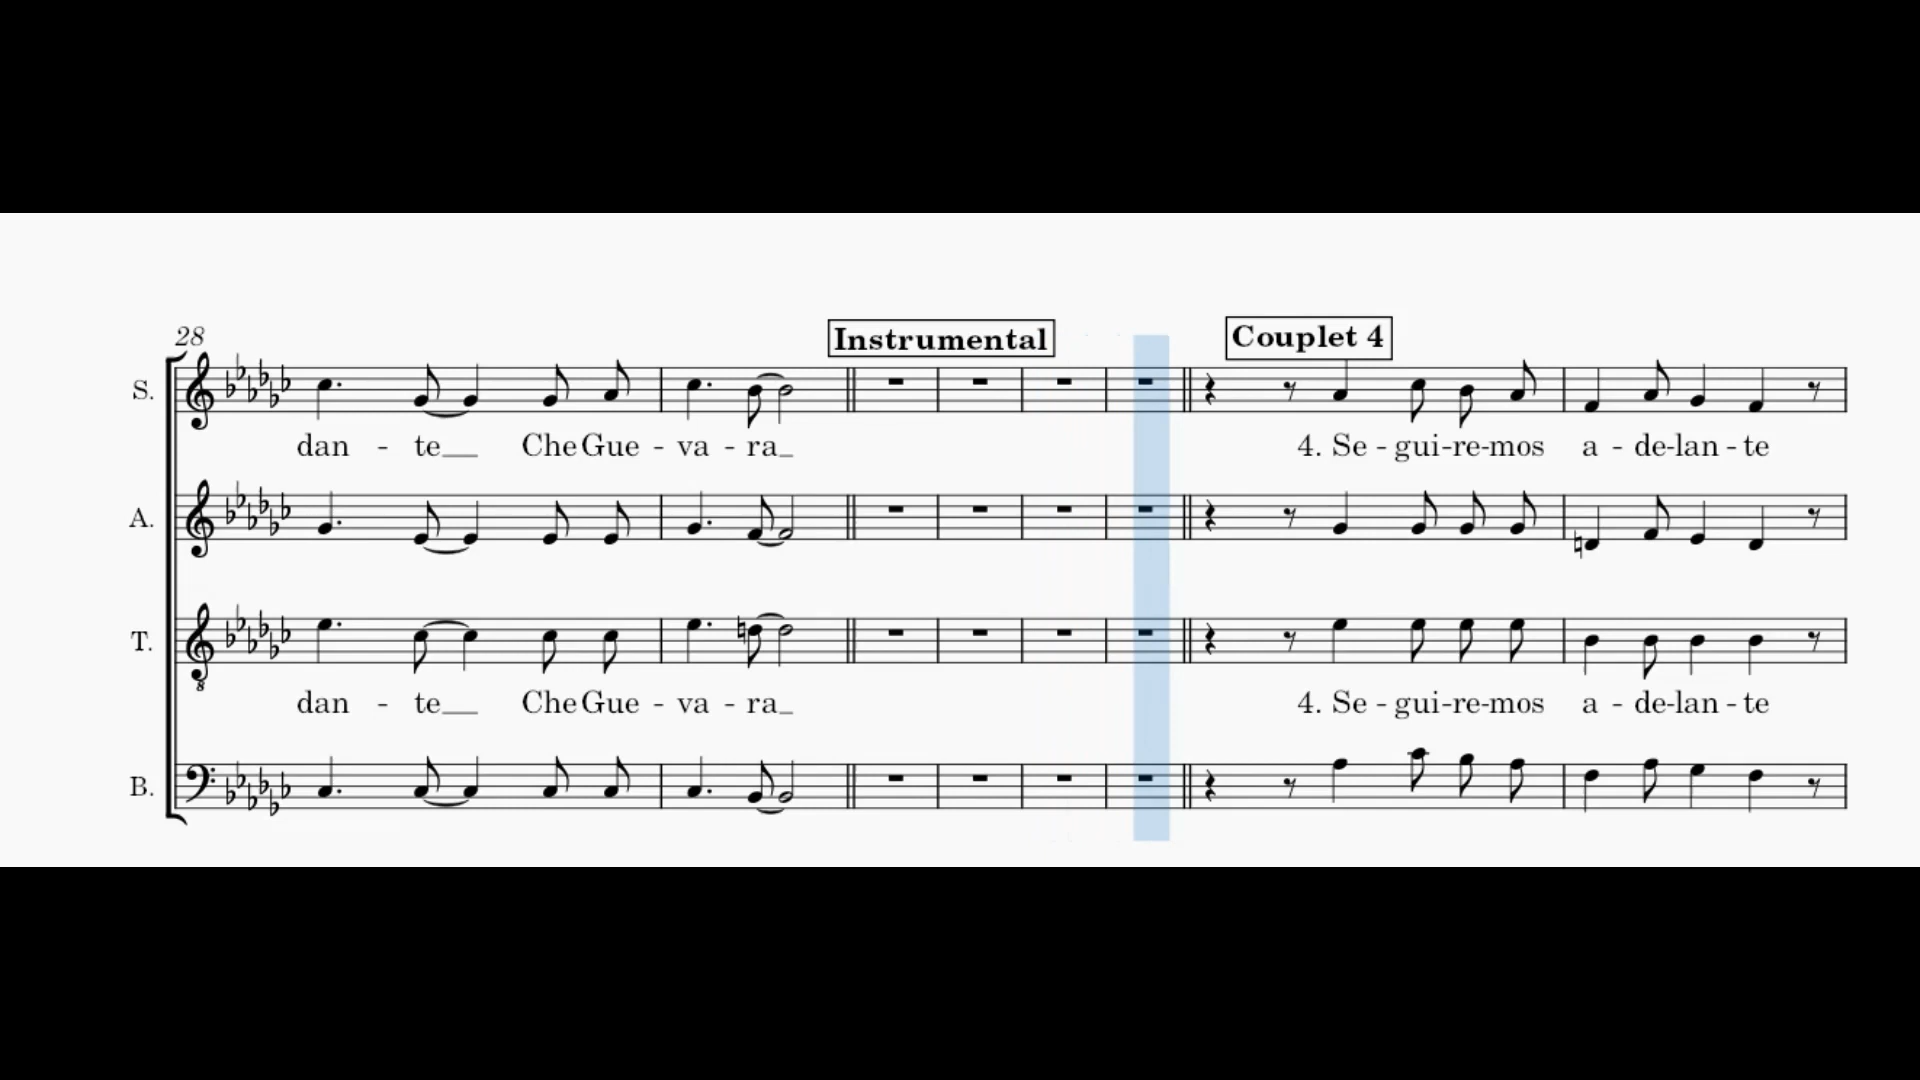 28
Instrumental
Couplet 4
S.
dan - te__ Che Gue - va - ra_ 4. Se - gui-re-mos a - de-lan - te
A.
T.
8
dan - te__ Che Gue - va - ra_ 4. Se - gui-re-mos a - de-lan - te
B.